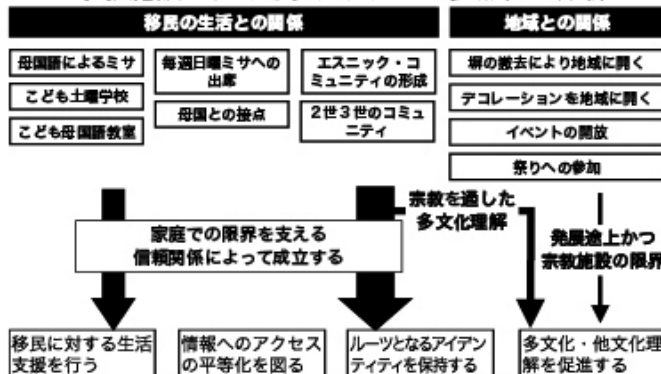 移民の生活との関係
地域との関係
母国語によるミサ
こども土曜学校
こども母国語教室
毎週日曜ミサへの
出席
母国との接点
エスニック・コ
ミュニティの形成
2世3世のコミュ
ニティ
塀の撤去により地域に開く
デコレーションを地域に開く
イベントの開放
祭りへの参加
宗教を通した
多文化理解
家庭での限界を支える
信頼関係によって成立する
発展途上かつ
宗教施設の限界
移民に対する生活
支援を行う
情報へのアクセス
の平等化を図る
ルーツとなるアイデン
ティティを保持する
多文化・他文化理
解を促進する